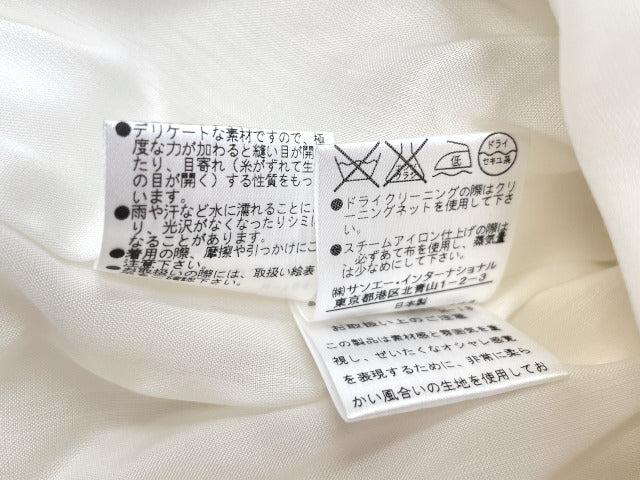 ●デリケートな素材ですので、極
度な力が加わると縫い目が開
たり、目寄れ(糸がずれて生
の目が開く)する性質をもっ
います。
●雨や汗など水に濡れることに
り、光沢がなくなったりシミに
なることがあります。
●着用の際、摩擦や引っかけにご
注意下さい。
お取扱いの際には、取扱い絵表
エンソ
サラシ
低
ドライ
セキユ系
●ドライクリーニングの際はクリ
ーニングネットを使用して下さ
い。
●スチームアイロン仕上げの際は
、必ずあて布を使用し、蒸気量
は少なめにして下さい。
㈱サンエー・インターナショナル
東京都港区北青山1-2-3
日本製
お取扱い上のご注意
この製品は素材感と雰囲気を重
視し、ぜいたくなオシャレ感覚
を表現するために、非常に柔ら
かい風合いの生地を使用してお